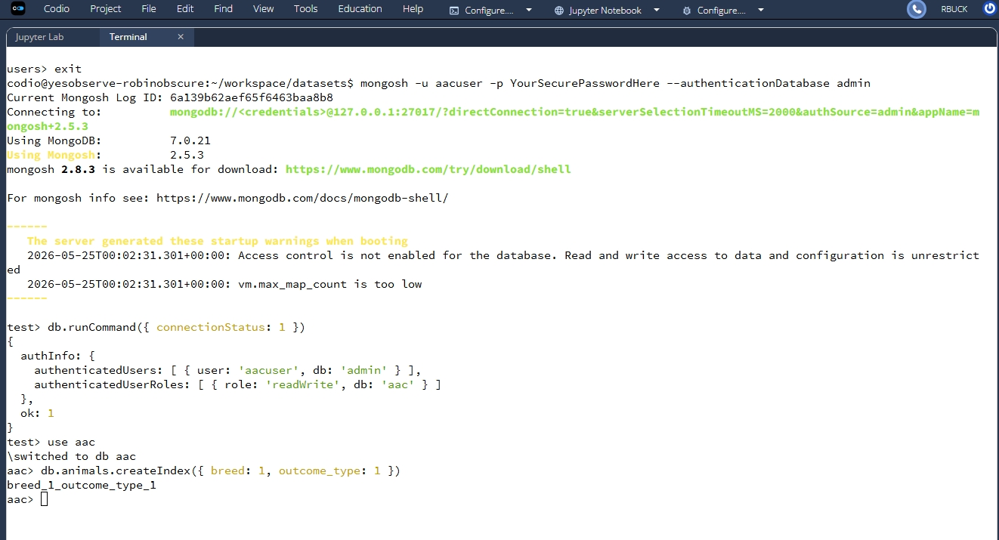 Codio Project File Edit Find View Tools Education Help Configure.... Jupyter Notebook Configure.... RBUCK
Jupyter Lab Terminal ×
users> exit
codio@yesobserve-robinobscure:~/workspace/datasets$ mongosh -u aacuser -p YourSecurePasswordHere --authenticationDatabase admin
Current Mongosh Log ID: 6a139b62aef65f6463baa8b8
Connecting to: mongodb://<credentials>@127.0.0.1:27017/?directConnection=true&serverSelectionTimeoutMS=2000&authSource=admin&appName=m
ongosh+2.5.3
Using MongoDB: 7.0.21
Using Mongosh: 2.5.3
mongosh 2.8.3 is available for download: https://www.mongodb.com/try/download/shell
For mongosh info see: https://www.mongodb.com/docs/mongodb-shell/
------
The server generated these startup warnings when booting
2026-05-25T00:02:31.301+00:00: Access control is not enabled for the database. Read and write access to data and configuration is unrestrict
ed
2026-05-25T00:02:31.301+00:00: vm.max_map_count is too low
------
test> db.runCommand({ connectionStatus: 1 })
{
authInfo: {
authenticatedUsers: [ { user: 'aacuser', db: 'admin' } ],
authenticatedUserRoles: [ { role: 'readWrite', db: 'aac' } ]
},
ok: 1
}
test> use aac
\switched to db aac
aac> db.animals.createIndex({ breed: 1, outcome_type: 1 })
breed_1_outcome_type_1
aac>